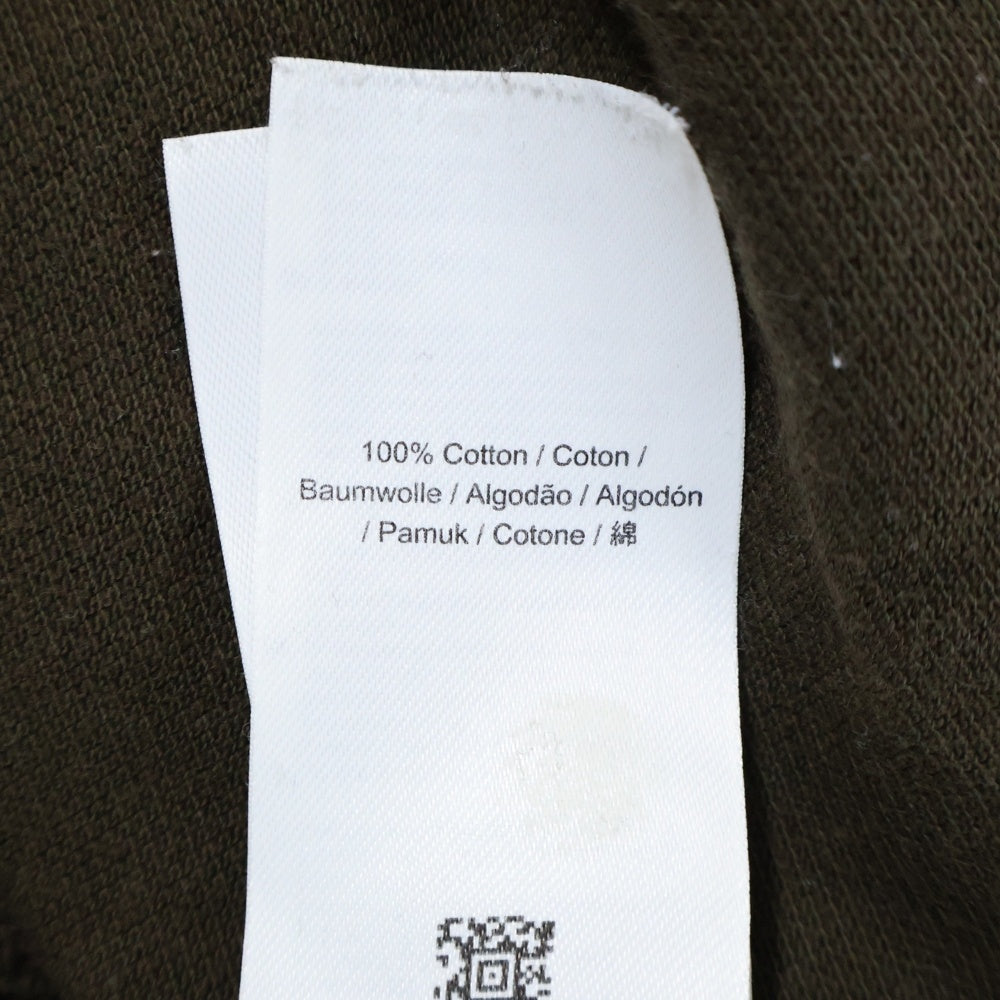 100% Cotton / Coton /
Baumwolle / Algodão / Algodón
/ Pamuk / Cotone / 綿